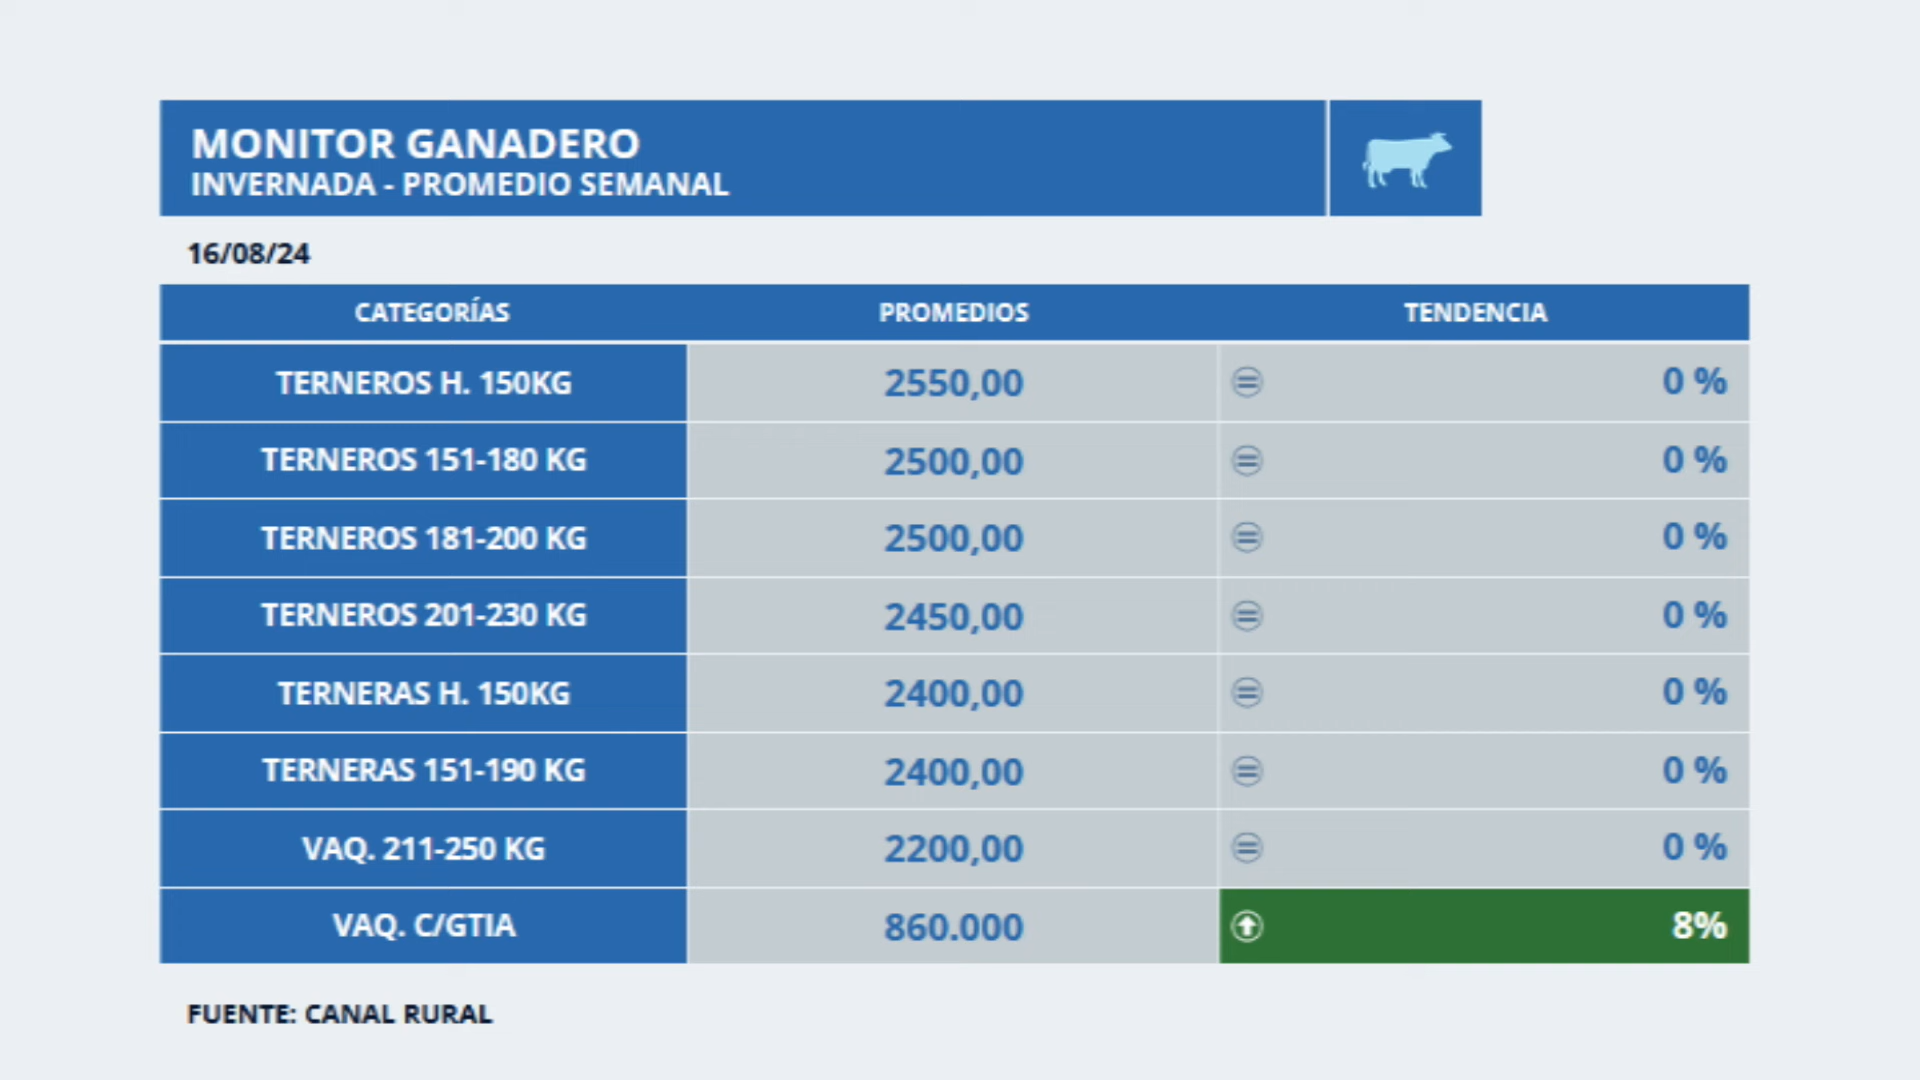 MONITOR GANADERO
INVERNADA - PROMEDIO SEMANAL
16/08/24
CATEGORÍAS PROMEDIOS TENDENCIA
TERNEROS H. 150KG 2550,00 0 %
TERNEROS 151-180 KG 2500,00 0 %
TERNEROS 181-200 KG 2500,00 0 %
TERNEROS 201-230 KG 2450,00 0 %
TERNERAS H. 150KG 2400,00 0 %
TERNERAS 151-190 KG 2400,00 0 %
VAQ. 211-250 KG 2200,00 0 %
VAQ. C/GTIA 860.000 8%
FUENTE: CANAL RURAL